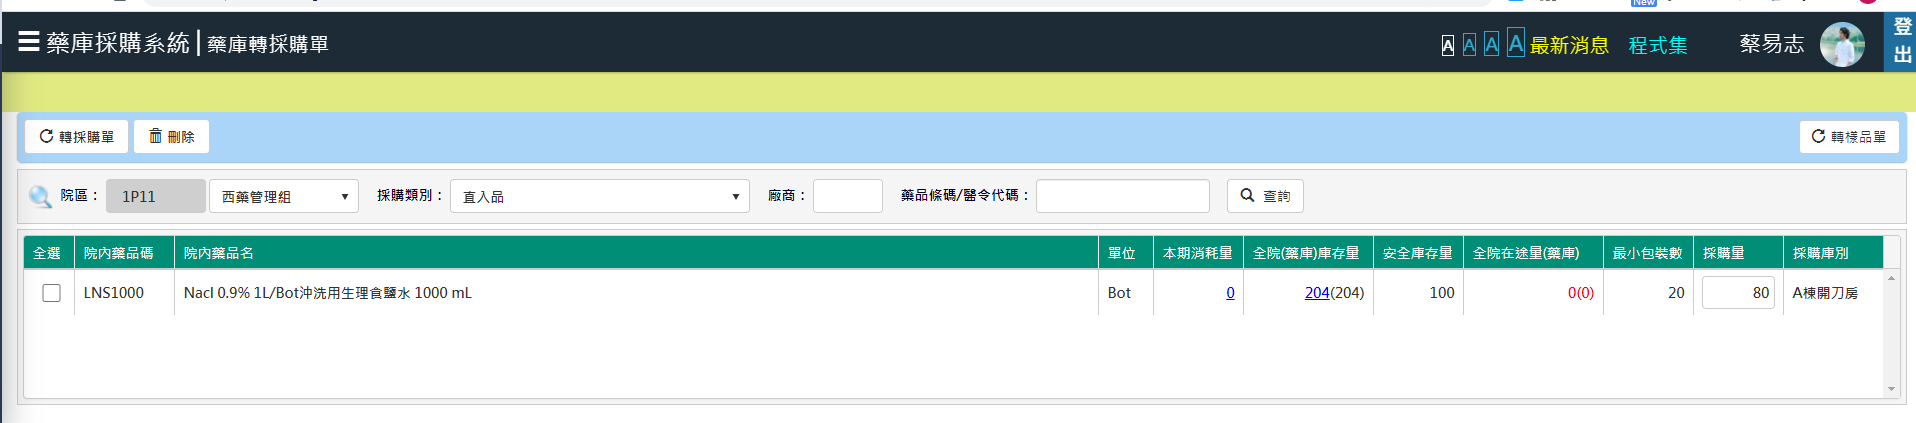 New
藥庫採購系統 | 藥庫轉採購單 A A A A 最新消息 程式集 蔡易志 登出
轉採購單 刪除 轉樣品單
院區： 1P11 西藥管理組 採購類別： 直入品 廠商： 藥品條碼/醫令代碼： 查詢
全選 院內藥品碼 院內藥品名 單位 本期消耗量 全院(藥庫)庫存量 安全庫存量 全院在途量(藥庫) 最小包裝數 採購量 採購庫別
LNS1000 Nacl 0.9% 1L/Bot沖洗用生理食鹽水 1000 mL Bot 0 204(204) 100 0(0) 20 80 A棟開刀房